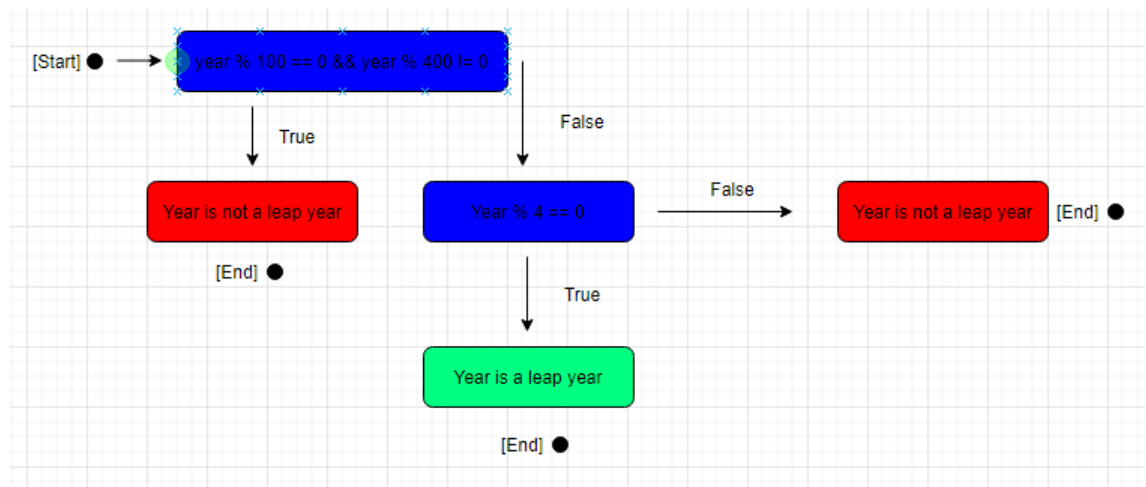 [Start]
year % 100 == 0 && year % 400 != 0
True
False
Year is not a leap year
Year % 4 == 0
False
Year is not a leap year
[End]
[End]
True
Year is a leap year
[End]